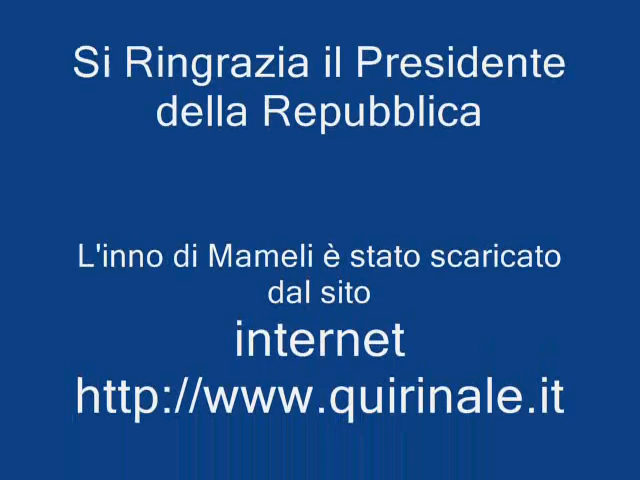 Si Ringrazia il Presidente
della Repubblica
L'inno di Mameli è stato scaricato
dal sito
internet
http://www.quirinale.it